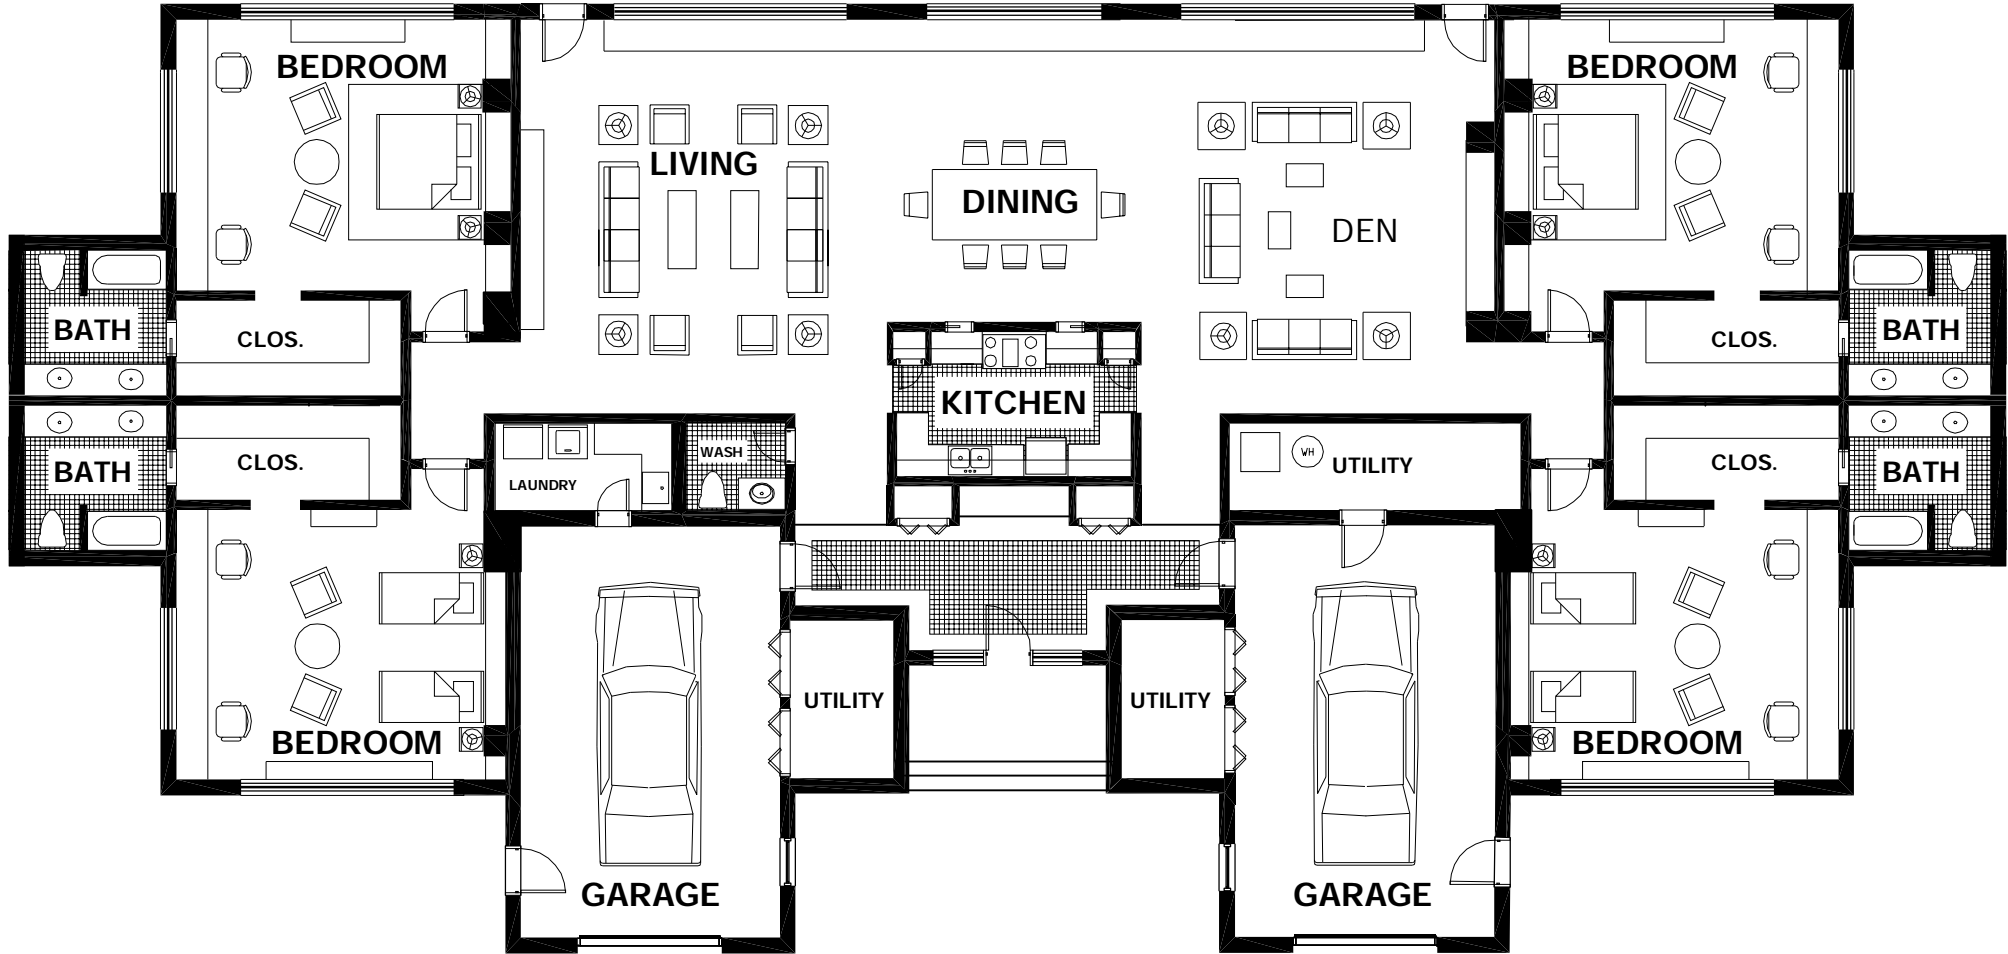 BEDROOM
BEDROOM
LIVING
DINING
DEN
BATH
CLOS.
CLOS.
BATH
KITCHEN
BATH
CLOS.
LAUNDRY
WASH
WH
UTILITY
CLOS.
BATH
UTILITY
UTILITY
BEDROOM
BEDROOM
GARAGE
GARAGE